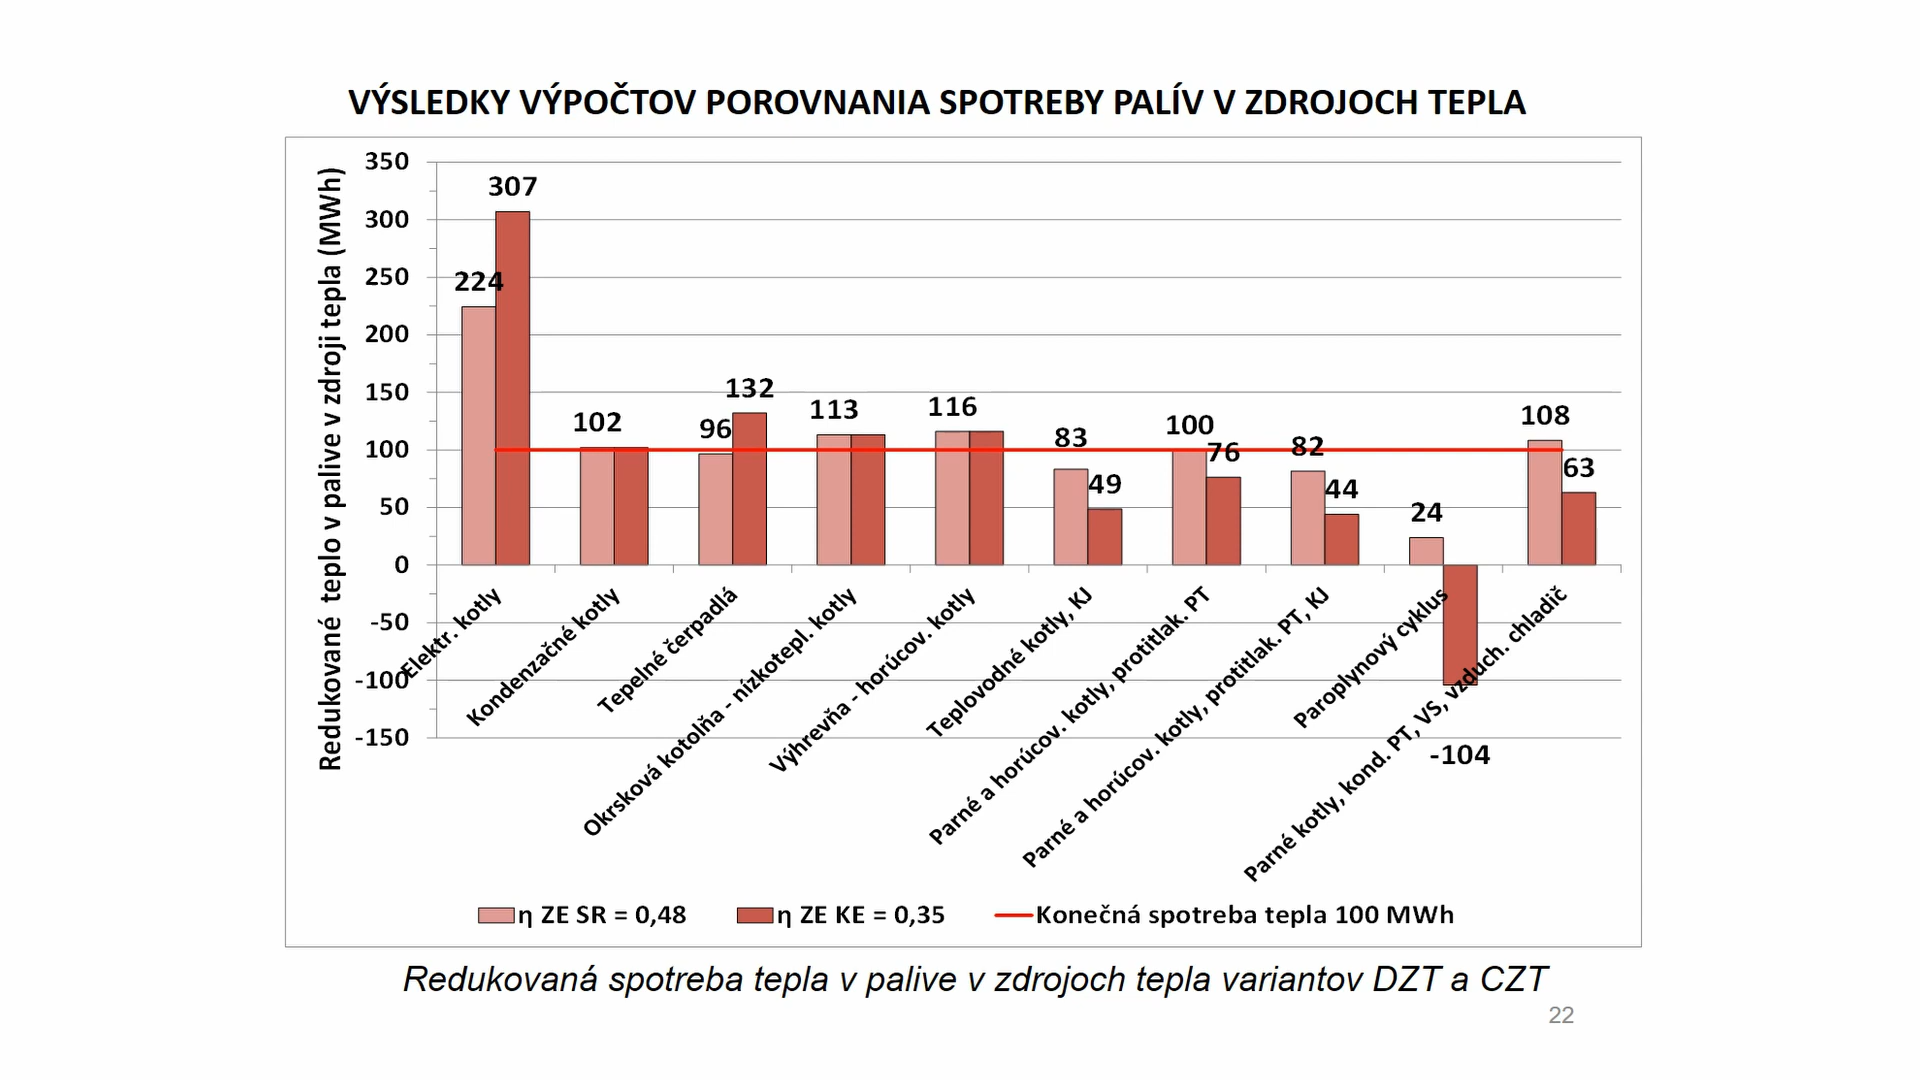 VÝSLEDKY VÝPOČTOV POROVNANIA SPOTREBY PALÍV V ZDROJOCH TEPLA
Redukované teplo v palive v zdroji tepla (MWh)
350
300
250
200
150
100
50
0
-50
-100
-150
224
307
102
96
132
113
116
83
49
100
76
82
44
24
-104
108
63
Elektr. kotly
Kondenzačné kotly
Tepelné čerpadlá
Okrsková kotolňa - nízkotepl. kotly
Výhrevňa - horúcov. kotly
Teplovodné kotly, KJ
Parné a horúcov. kotly, protitlak. PT
Parné a horúcov. kotly, protitlak. PT, KJ
Paroplynový cyklus
Parné kotly, kond. PT, VS, vzduch. chladič
η ZE SR = 0,48
η ZE KE = 0,35
Konečná spotreba tepla 100 MWh
Redukovaná spotreba tepla v palive v zdrojoch tepla variantov DZT a CZT
22